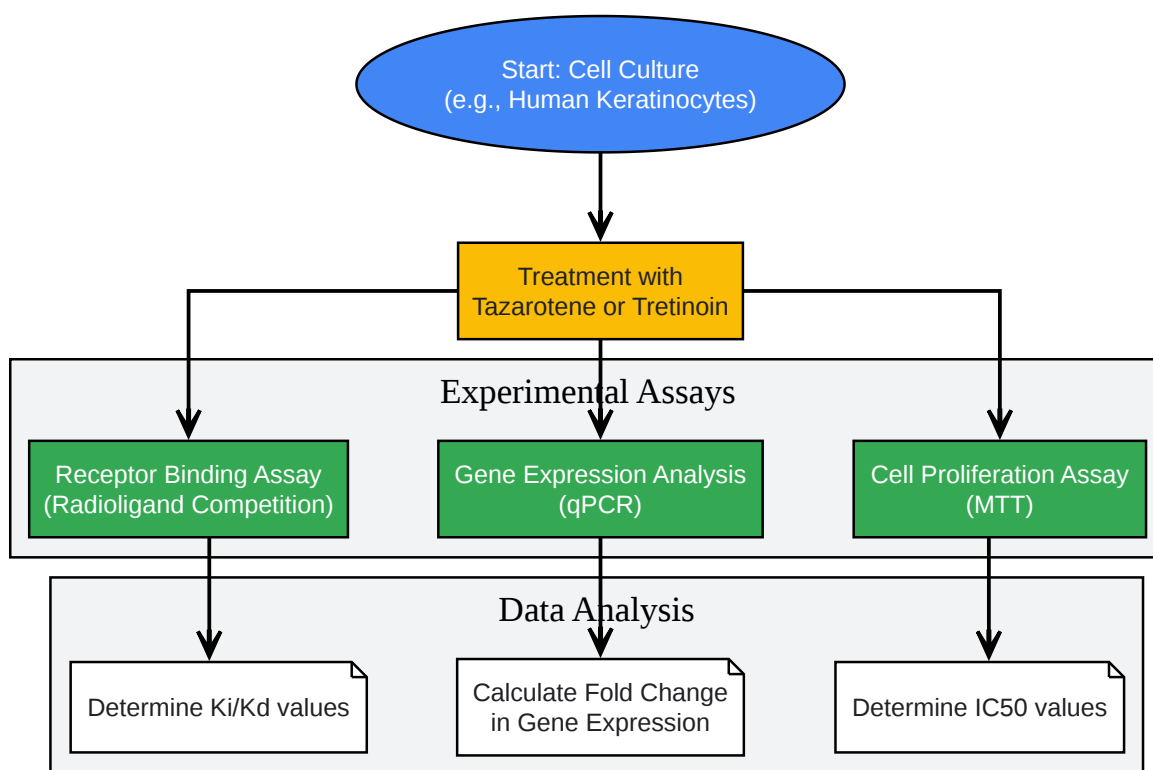 Start: Cell Culture
(e.g., Human Keratinocytes)
Treatment with
Tazarotene or Tretinoin
Experimental Assays
Receptor Binding Assay
(Radioligand Competition)
Gene Expression Analysis
(qPCR)
Cell Proliferation Assay
(MTT)
Data Analysis
Determine Ki/Kd values
Calculate Fold Change
in Gene Expression
Determine IC50 values